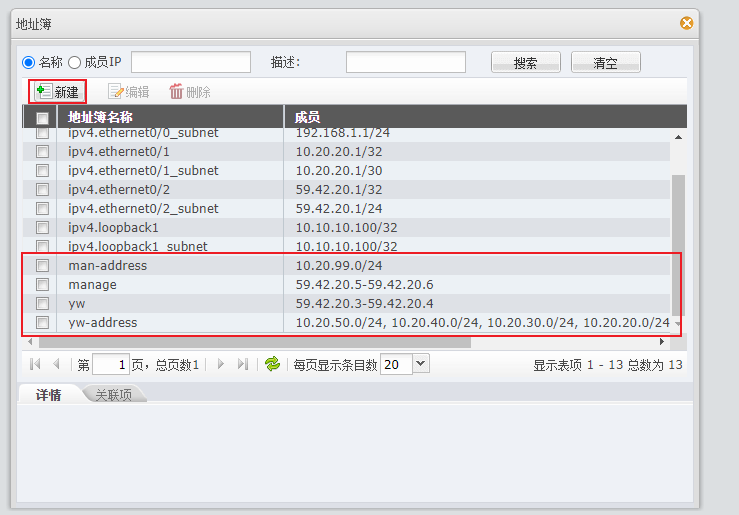 地址簿
名称 成员IP 描述: 搜索 清空
新建 编辑 删除
地址簿名称 成员
ipv4.ethernet0/0_subnet 192.168.1.1/24
ipv4.ethernet0/1 10.20.20.1/32
ipv4.ethernet0/1_subnet 10.20.20.1/30
ipv4.ethernet0/2 59.42.20.1/32
ipv4.ethernet0/2_subnet 59.42.20.1/24
ipv4.loopback1 10.10.10.100/32
ipv4.loopback1_subnet 10.10.10.100/32
man-address 10.20.99.0/24
manage 59.42.20.5-59.42.20.6
yw 59.42.20.3-59.42.20.4
yw-address 10.20.50.0/24, 10.20.40.0/24, 10.20.30.0/24, 10.20.20.0/24
第 1 页，总页数1 每页显示条目数 20 显示表项 1 - 13 总数为 13
详情 关联项